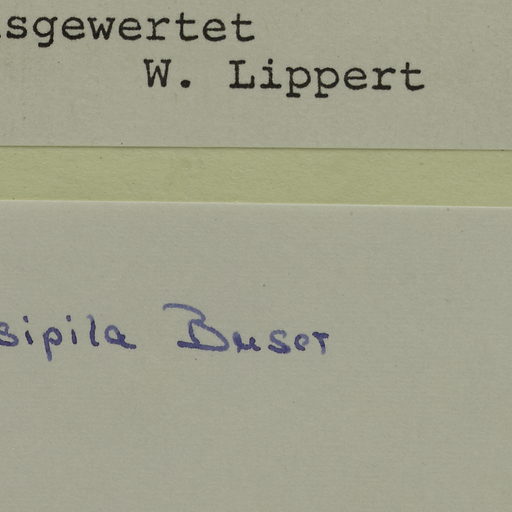 sgewertet
W. Lippert
sipila Buser